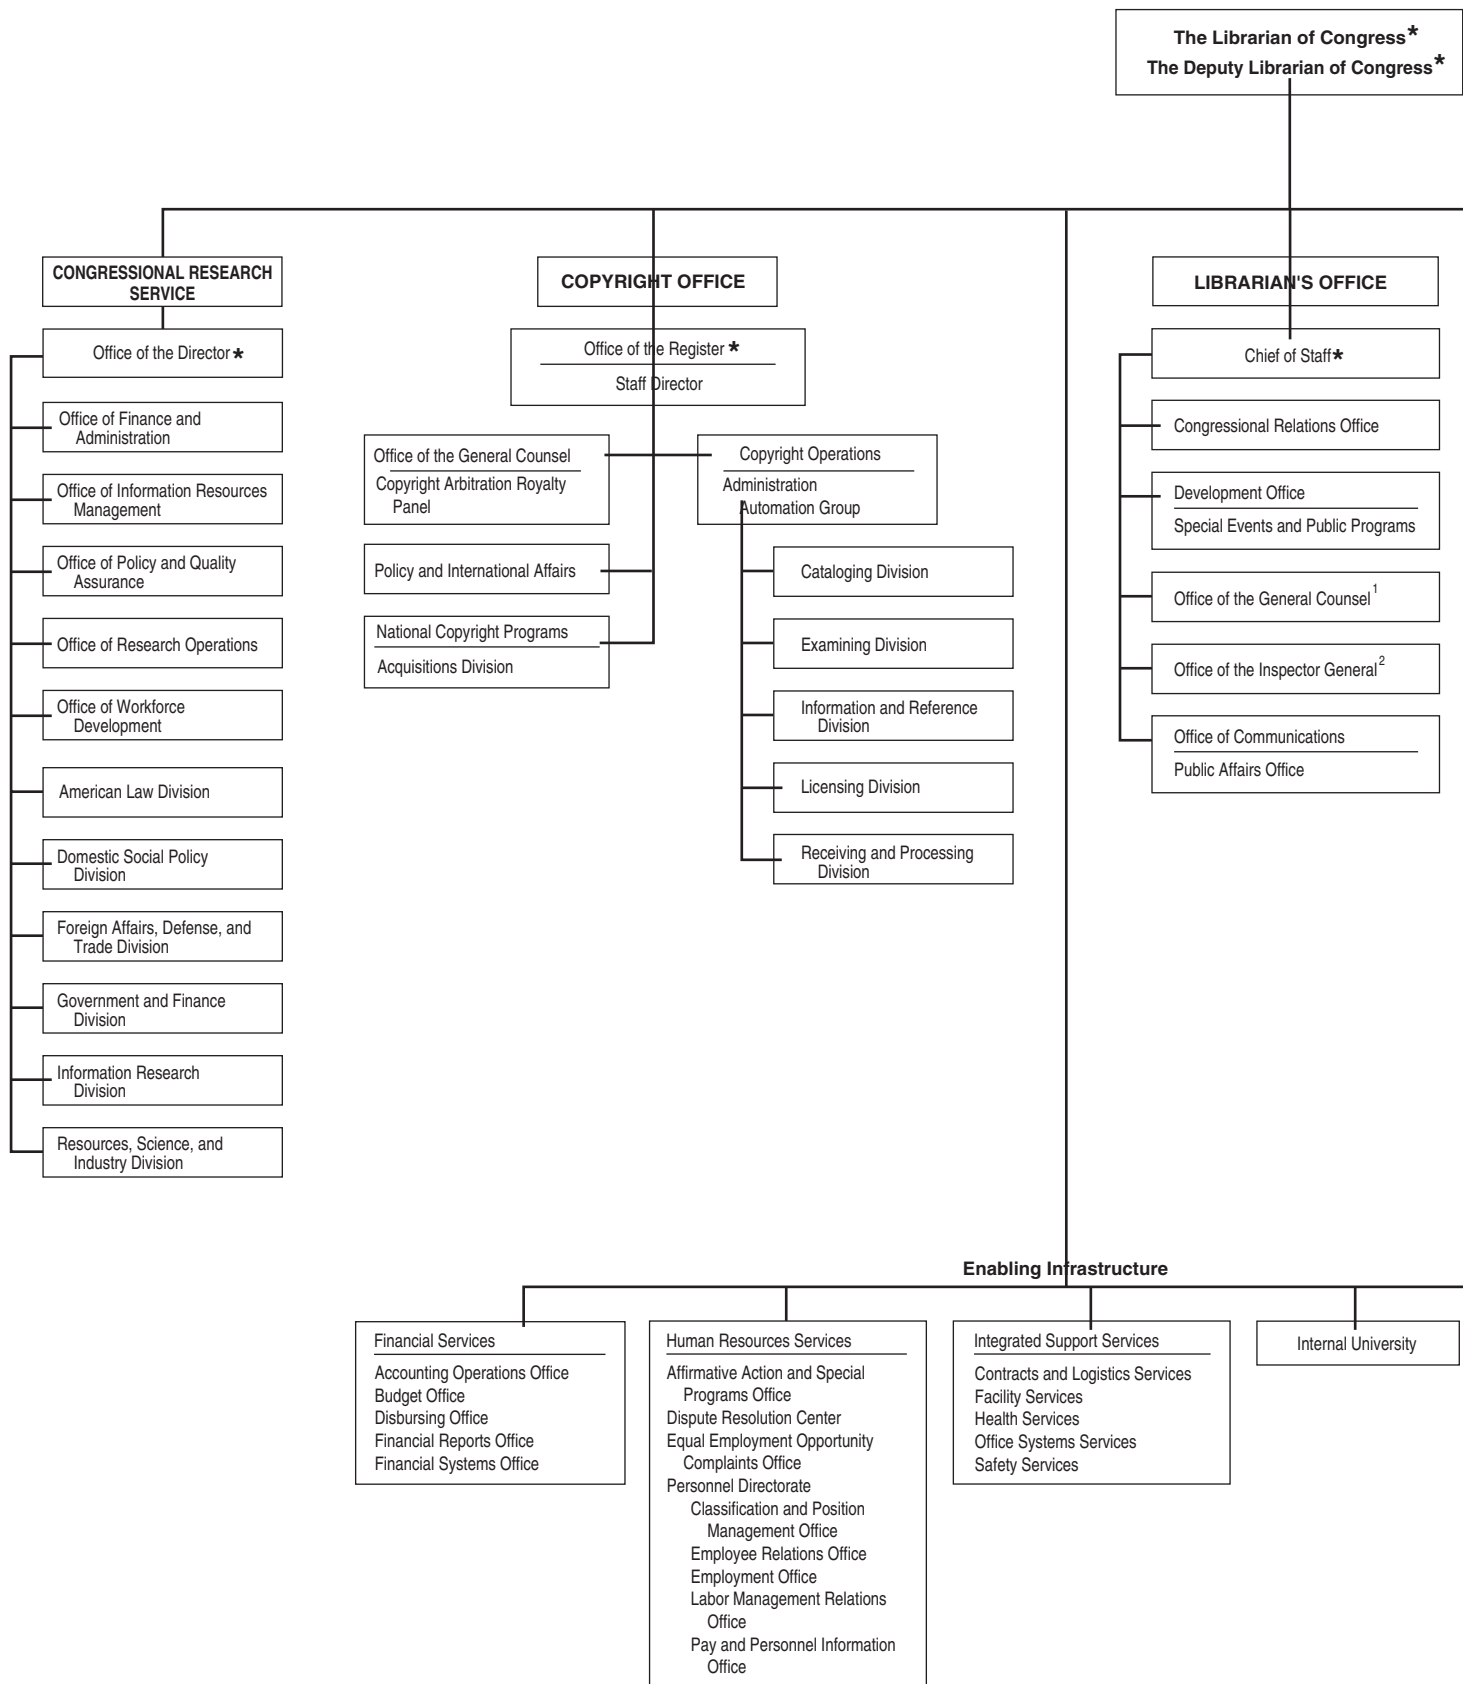 The Librarian of Congress*
The Deputy Librarian of Congress*
CONGRESSIONAL RESEARCH
SERVICE
Office of the Director*
Office of Finance and
Administration
Office of Information Resources
Management
Office of Policy and Quality
Assurance
Office of Research Operations
Office of Workforce
Development
American Law Division
Domestic Social Policy
Division
Foreign Affairs, Defense, and
Trade Division
Government and Finance
Division
Information Research
Division
Resources, Science, and
Industry Division
COPYRIGHT OFFICE
Office of the Register*
Staff Director
Office of the General Counsel
Copyright Arbitration Royalty
Panel
Policy and International Affairs
National Copyright Programs
Acquisitions Division
Copyright Operations
Administration
Automation Group
Cataloging Division
Examining Division
Information and Reference
Division
Licensing Division
Receiving and Processing
Division
LIBRARIAN'S OFFICE
Chief of Staff*
Congressional Relations Office
Development Office
Special Events and Public Programs
Office of the General Counsel1
Office of the Inspector General2
Office of Communications
Public Affairs Office
Enabling Infrastructure
Financial Services
Accounting Operations Office
Budget Office
Disbursing Office
Financial Reports Office
Financial Systems Office
Human Resources Services
Affirmative Action and Special
Programs Office
Dispute Resolution Center
Equal Employment Opportunity
Complaints Office
Personnel Directorate
Classification and Position
Management Office
Employee Relations Office
Employment Office
Labor Management Relations
Office
Pay and Personnel Information
Office
Integrated Support Services
Contracts and Logistics Services
Facility Services
Health Services
Office Systems Services
Safety Services
Internal University